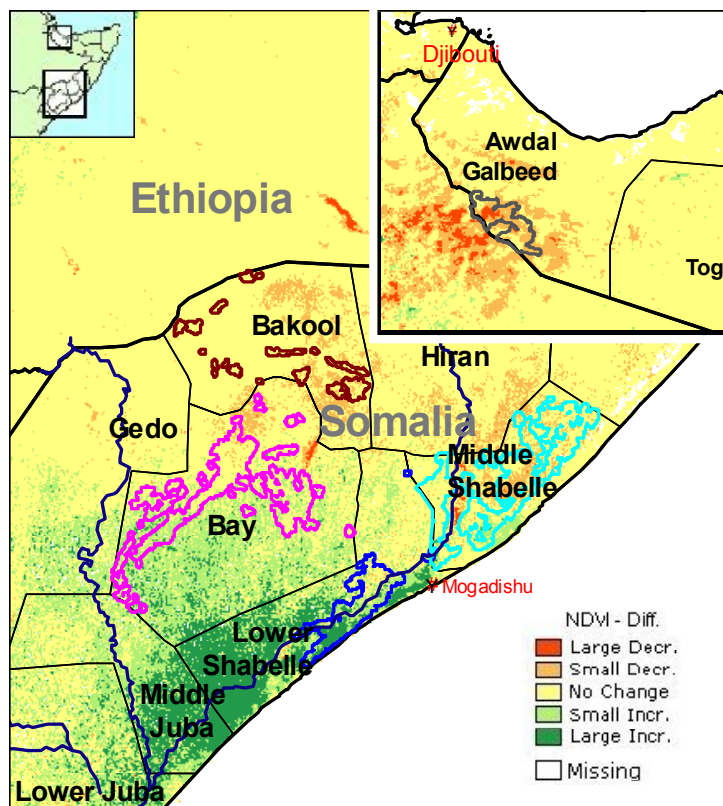 Djibouti
Awdal
Galbeed
Tog
Ethiopia
Bakool
Hiran
Gedo
Somalia
Middle
Shabelle
Bay
Mogadishu
Lower
Shabelle
Middle
Juba
Lower Juba
NDVI - Diff.
Large Decr.
Small Decr.
No Change
Small Incr.
Large Incr.
Missing